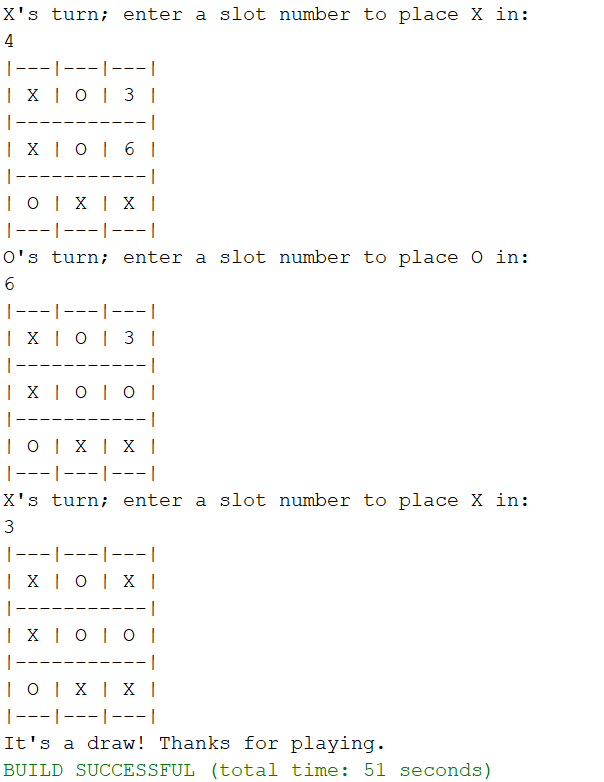 X's turn; enter a slot number to place X in:
4
|---|---|---|
| X | O | 3 |
|-----------|
| X | O | 6 |
|-----------|
| O | X | X |
|---|---|---|
O's turn; enter a slot number to place O in:
6
|---|---|---|
| X | O | 3 |
|-----------|
| X | O | O |
|-----------|
| O | X | X |
|---|---|---|
X's turn; enter a slot number to place X in:
3
|---|---|---|
| X | O | X |
|-----------|
| X | O | O |
|-----------|
| O | X | X |
|---|---|---|
It's a draw! Thanks for playing.
BUILD SUCCESSFUL (total time: 51 seconds)